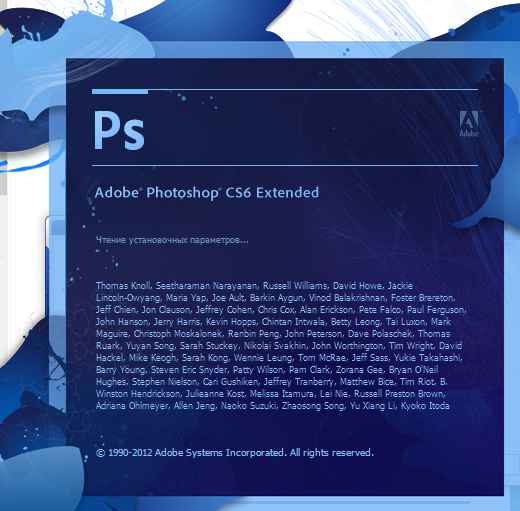 Ps
Adobe
Adobe® Photoshop® CS6 Extended
Чтение установочных параметров...
Thomas Knoll, Seetharaman Narayanan, Russell Williams, David Howe, Jackie
Lincoln-Owyang, Maria Yap, Joe Ault, Barkin Aygun, Vinod Balakrishnan, Foster Brereton,
Jeff Chien, Jon Clauson, Jeffrey Cohen, Chris Cox, Alan Erickson, Pete Falco, Paul Ferguson,
John Hanson, Jerry Harris, Kevin Hopps, Chintan Intwala, Betty Leong, Tai Luxon, Mark
Maguire, Christoph Moskalonek, Renbin Peng, John Peterson, Dave Polaschek, Thomas
Ruark, Yuyan Song, Sarah Stuckey, Nikolai Svakhin, John Worthington, Tim Wright, David
Hackel, Mike Keogh, Sarah Kong, Wennie Leung, Tom McRae, Jeff Sass, Yukie Takahashi,
Barry Young, Steven Eric Snyder, Patty Wilson, Pam Clark, Zorana Gee, Bryan O'Neil
Hughes, Stephen Nielson, Cari Gushiken, Jeffrey Tranberry, Matthew Bice, Tim Riot, B.
Winston Hendrickson, Julieanne Kost, Melissa Itamura, Lei Nie, Russell Preston Brown,
Adriana Ohlmeyer, Allen Jeng, Naoko Suzuki, Zhaosong Song, Yu Xiang Li, Kyoko Itoda
© 1990-2012 Adobe Systems Incorporated. All rights reserved.